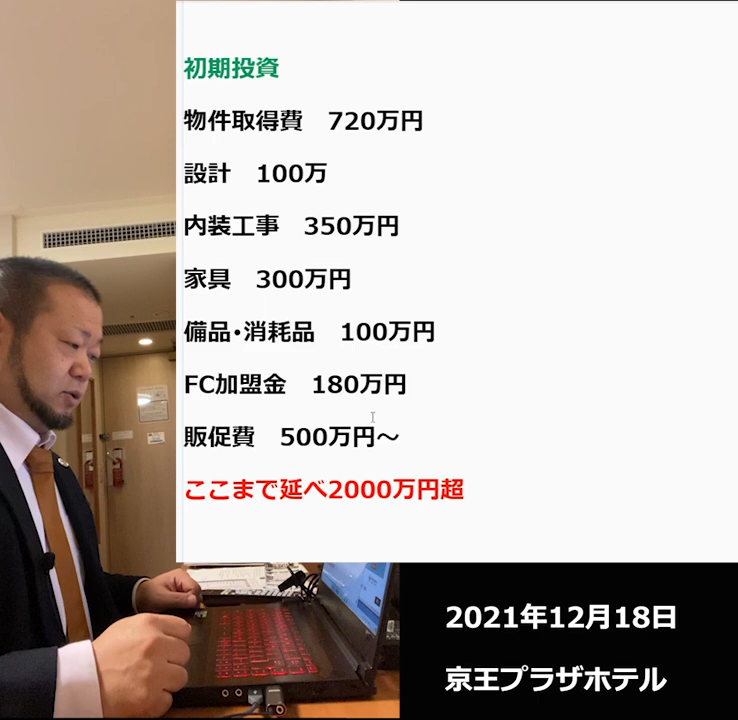 初期投資
物件取得費　720万円
設計　100万
内装工事　350万円
家具　300万円
備品・消耗品　100万円
FC加盟金　180万円
販促費　500万円～
ここまで延べ2000万円超
2021年12月18日
京王プラザホテル